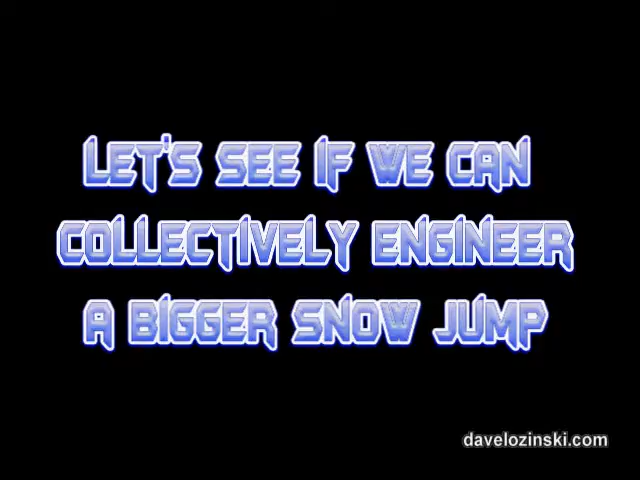 LET'S SEE IF WE CAN
COLLECTIVELY ENGINEER
A BIGGER SNOW JUMP
davelozinski.com